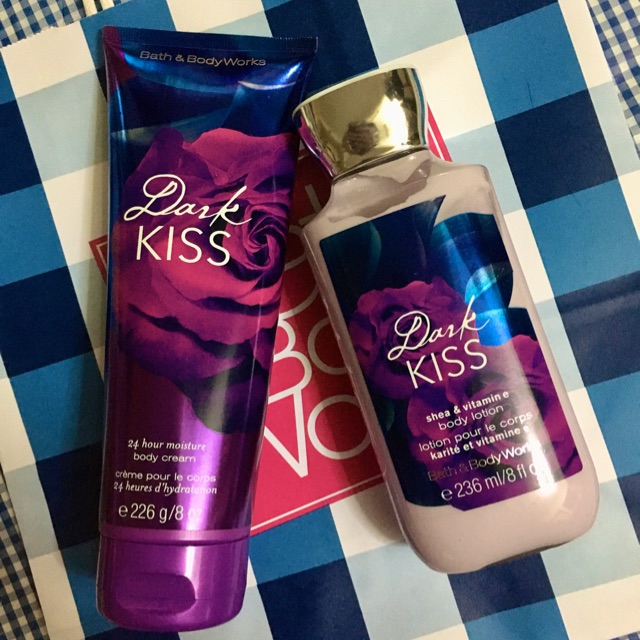 Bath & BodyWorks
Dark
KISS
24 hour moisture
body cream
crème pour le corps
24 heures d'hydratation
e 226 g/8 oz
Dark
KISS
shea & vitamin e
body lotion
lotion pour le corps
karité et vitamine e
Bath & BodyWorks
e 236 ml/8 fl o